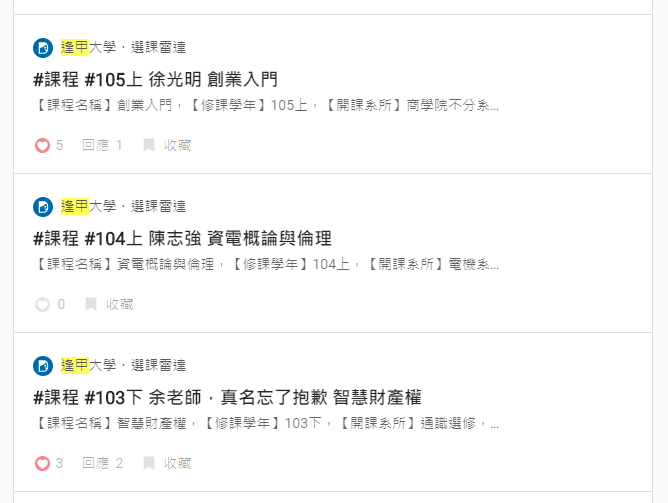 逢甲大學・選課雷達
#課程 #105上 徐光明 創業入門
【課程名稱】創業入門，【修課學年】105上，【開課系所】商學院不分系...
5 回應 1 收藏
逢甲大學・選課雷達
#課程 #104上 陳志強 資電概論與倫理
【課程名稱】資電概論與倫理，【修課學年】104上，【開課系所】電機系...
0 收藏
逢甲大學・選課雷達
#課程 #103下 余老師．真名忘了抱歉 智慧財產權
【課程名稱】智慧財產權，【修課學年】103下，【開課系所】通識選修，...
3 回應 2 收藏